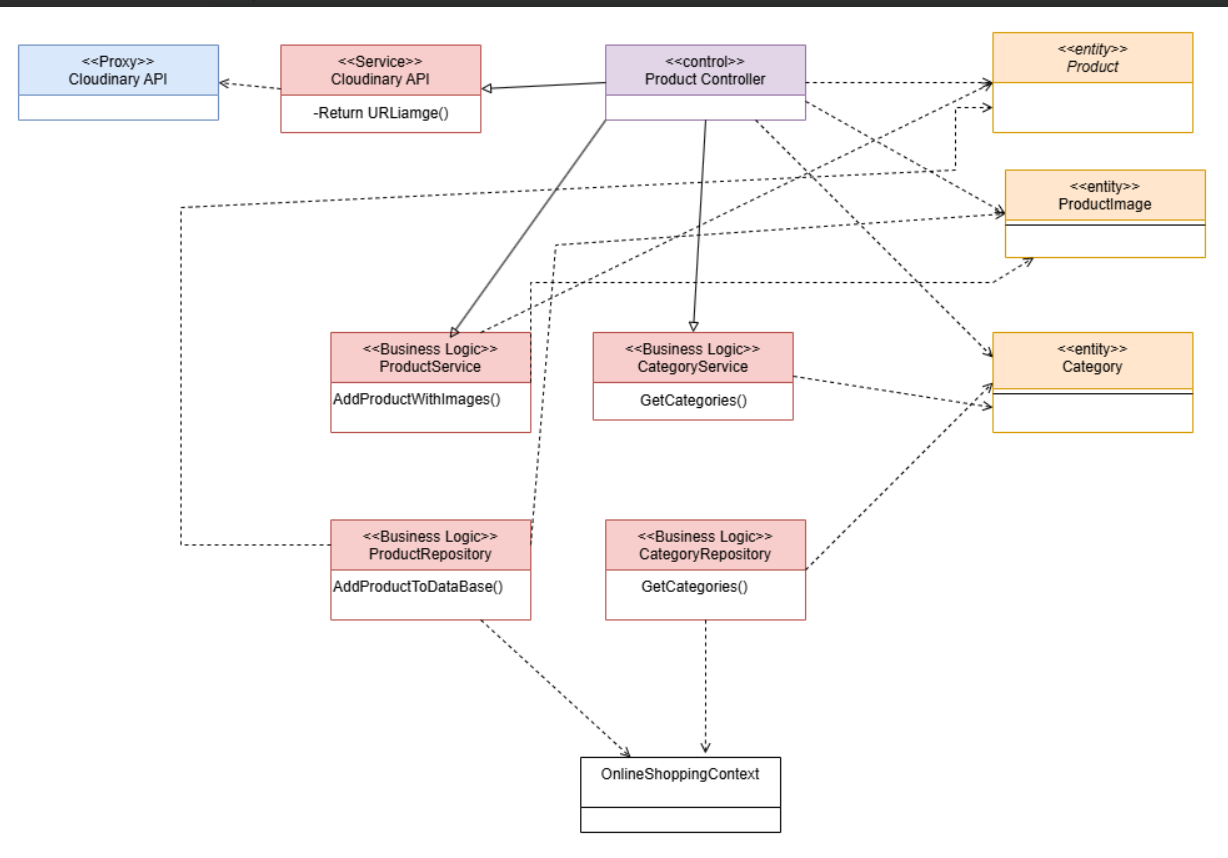 <<Proxy>>
Cloudinary API
<<Service>>
Cloudinary API
-Return URLiamge()
<<control>>
Product Controller
<<entity>>
Product
<<entity>>
ProductImage
<<Business Logic>>
ProductService
AddProductWithImages()
<<Business Logic>>
CategoryService
GetCategories()
<<entity>>
Category
<<Business Logic>>
ProductRepository
AddProductToDataBase()
<<Business Logic>>
CategoryRepository
GetCategories()
OnlineShoppingContext